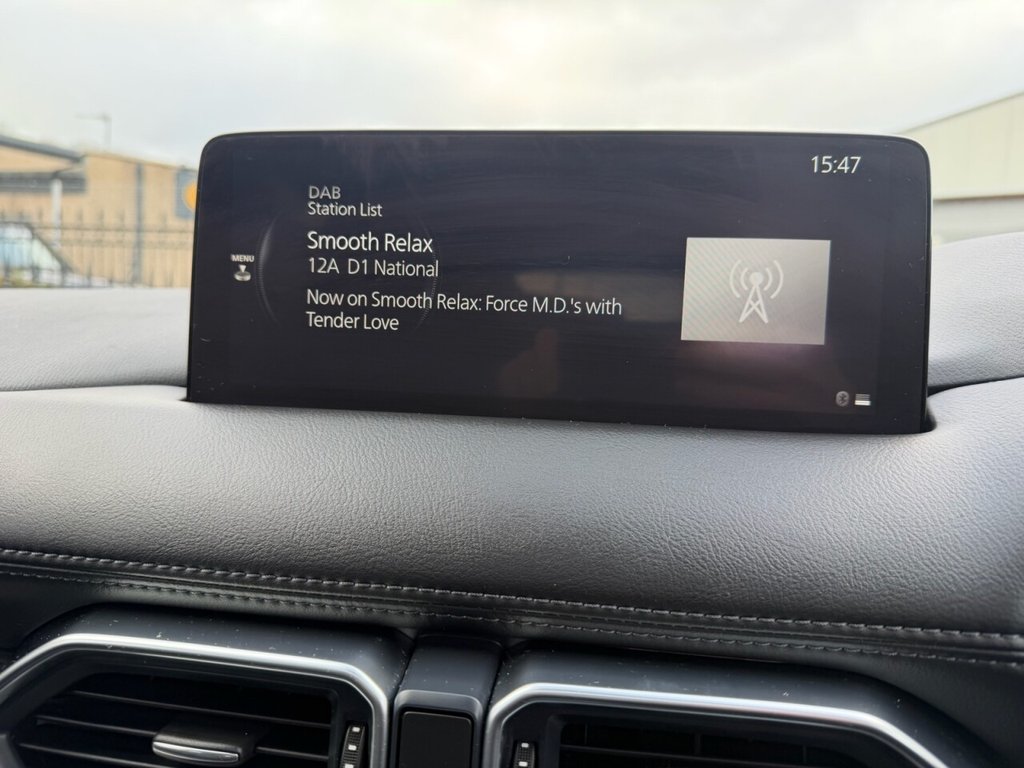 15:47
DAB
Station List
Smooth Relax
MENU
12A D1 National
Now on Smooth Relax: Force M.D.'s with
Tender Love